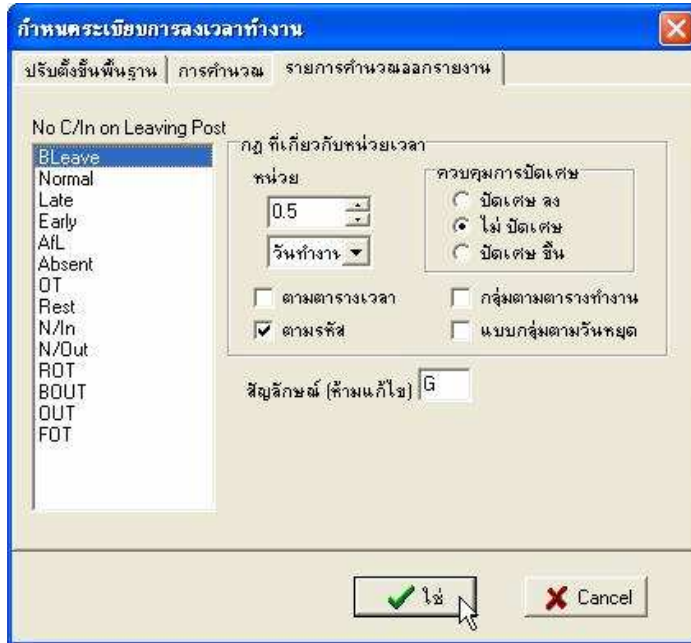 กำหนดระเบียบการลงเวลาทำงาน
ปรับตั้งขั้นพื้นฐาน การคำนวณ รายการคำนวณออกรายงาน
No C/In on Leaving Post
BLeave
Normal
Late
Early
AfL
Absent
OT
Rest
N/In
N/Out
ROT
BOUT
OUT
FOT
กฎ ที่เกี่ยวกับหน่วยเวลา
หน่วย
0.5
วันทำงาน
ควบคุมการปัดเศษ
ปัดเศษ ลง
ไม่ ปัดเศษ
ปัดเศษ ขึ้น
ตามตารางเวลา
กลุ่มตามตารางทำงาน
ตามรหัส
แบบกลุ่มตามวันหยุด
สัญลักษณ์ (ห้ามแก้ไข) G
ใช่ Cancel